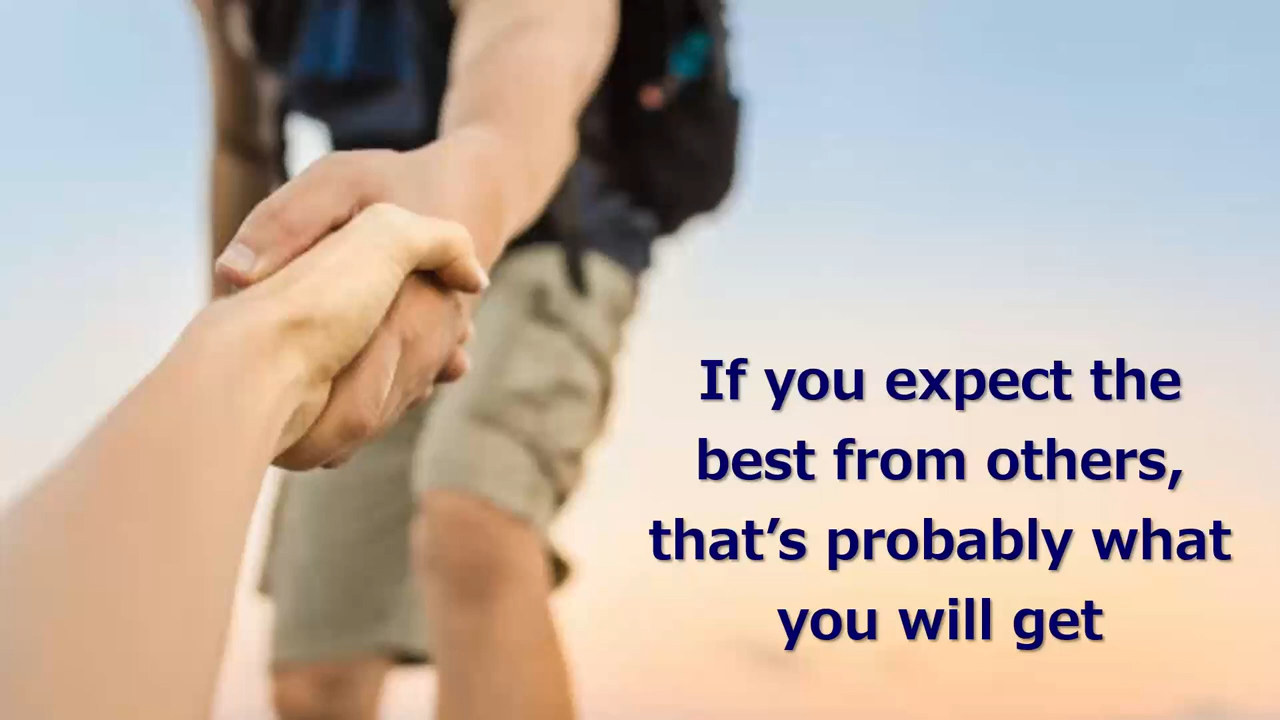 If you expect the
best from others,
that’s probably what
you will get